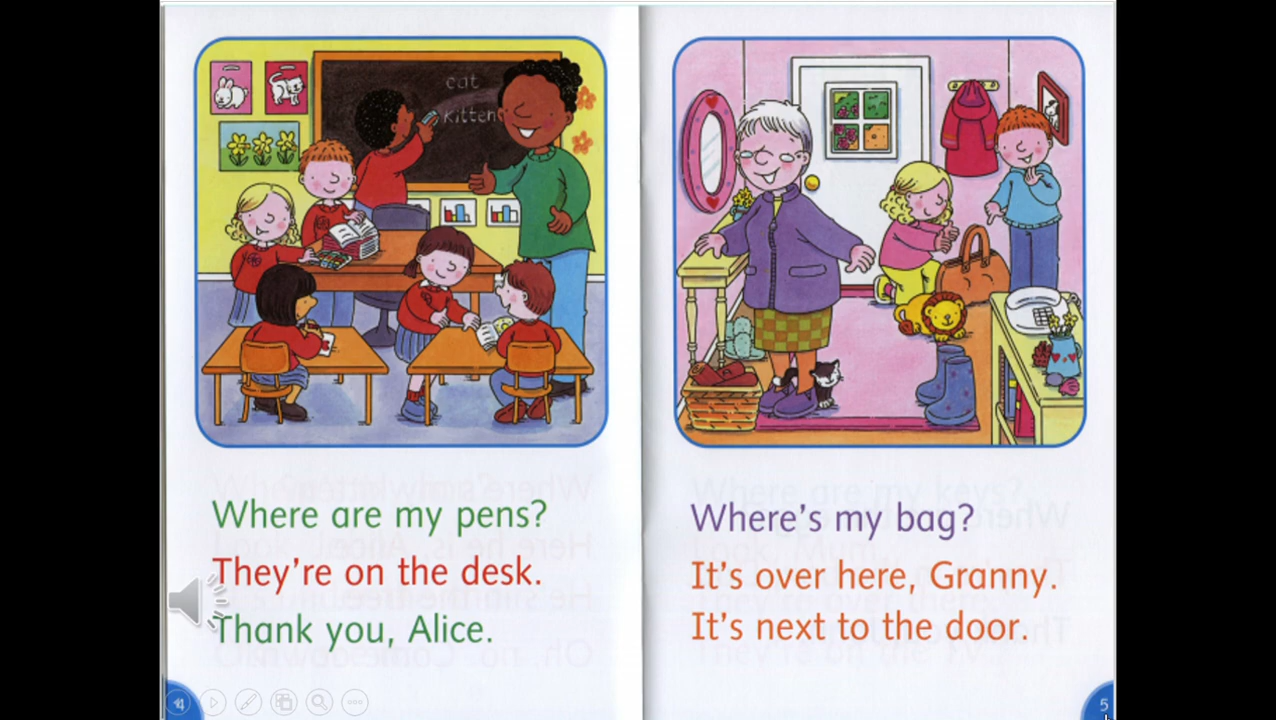 cat
kitten
Where are my pens?
They're on the desk.
Thank you, Alice.
4
Where's my bag?
It's over here, Granny.
It's next to the door.
5